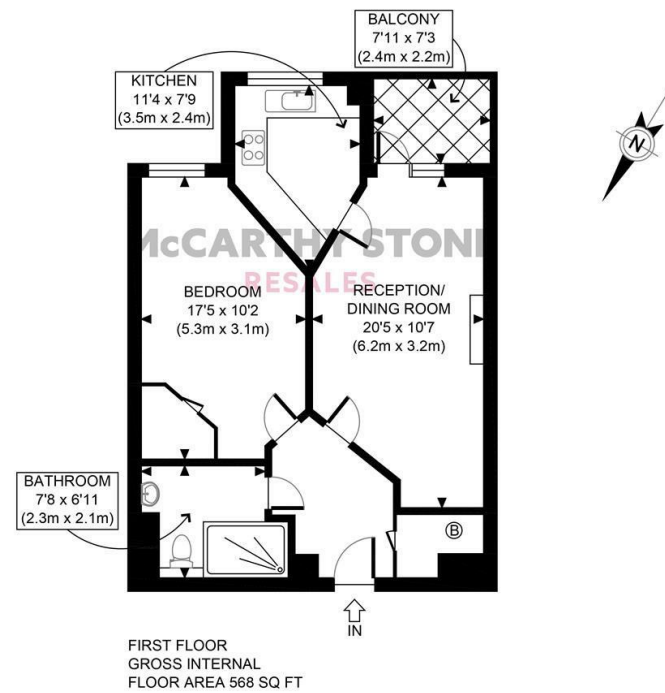 BALCONY
7'11 x 7'3
(2.4m x 2.2m)
KITCHEN
11'4 x 7'9
(3.5m x 2.4m)
N
McCARTHY STONE
RESALES
BEDROOM
17'5 x 10'2
(5.3m x 3.1m)
RECEPTION/
DINING ROOM
20'5 x 10'7
(6.2m x 3.2m)
BATHROOM
7'8 x 6'11
(2.3m x 2.1m)
B
IN
FIRST FLOOR
GROSS INTERNAL
FLOOR AREA 568 SQ FT